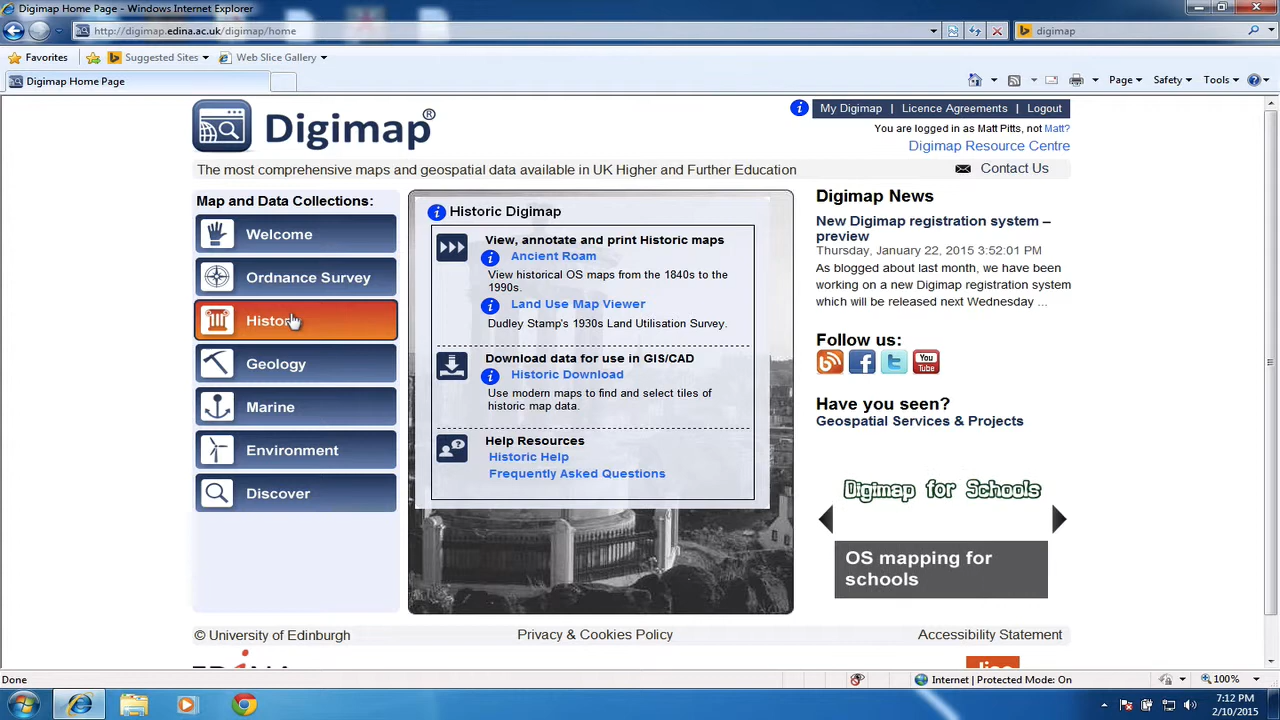 Digimap Home Page - Windows Internet Explorer
http://digimap.edina.ac.uk/digimap/home
digimap
Favorites
Suggested Sites
Web Slice Gallery
Digimap Home Page
Page
Safety
Tools
Digimap®
My Digimap | Licence Agreements | Logout
You are logged in as Matt Pitts, not Matt?
Digimap Resource Centre
The most comprehensive maps and geospatial data available in UK Higher and Further Education
Contact Us
Map and Data Collections:
Welcome
Ordnance Survey
Geology
Marine
Environment
Discover
Historic Digimap
View, annotate and print Historic maps
Ancient Roam
View historical OS maps from the 1840s to the
1990s.
Land Use Map Viewer
Dudley Stamp's 1930s Land Utilisation Survey.
Download data for use in GIS/CAD
Historic Download
Use modern maps to find and select tiles of
historic map data.
Help Resources
Historic Help
Frequently Asked Questions
Digimap News
New Digimap registration system –
preview
Thursday, January 22, 2015 3:52:01 PM
As blogged about last month, we have been
working on a new Digimap registration system
which will be released next Wednesday ...
Follow us:
You
Tube
Have you seen?
Geospatial Services & Projects
Digimap for Schools
OS mapping for
schools
© University of Edinburgh
Privacy & Cookies Policy
Accessibility Statement
Done
Internet | Protected Mode: On
100%
7:12 PM
2/10/2015